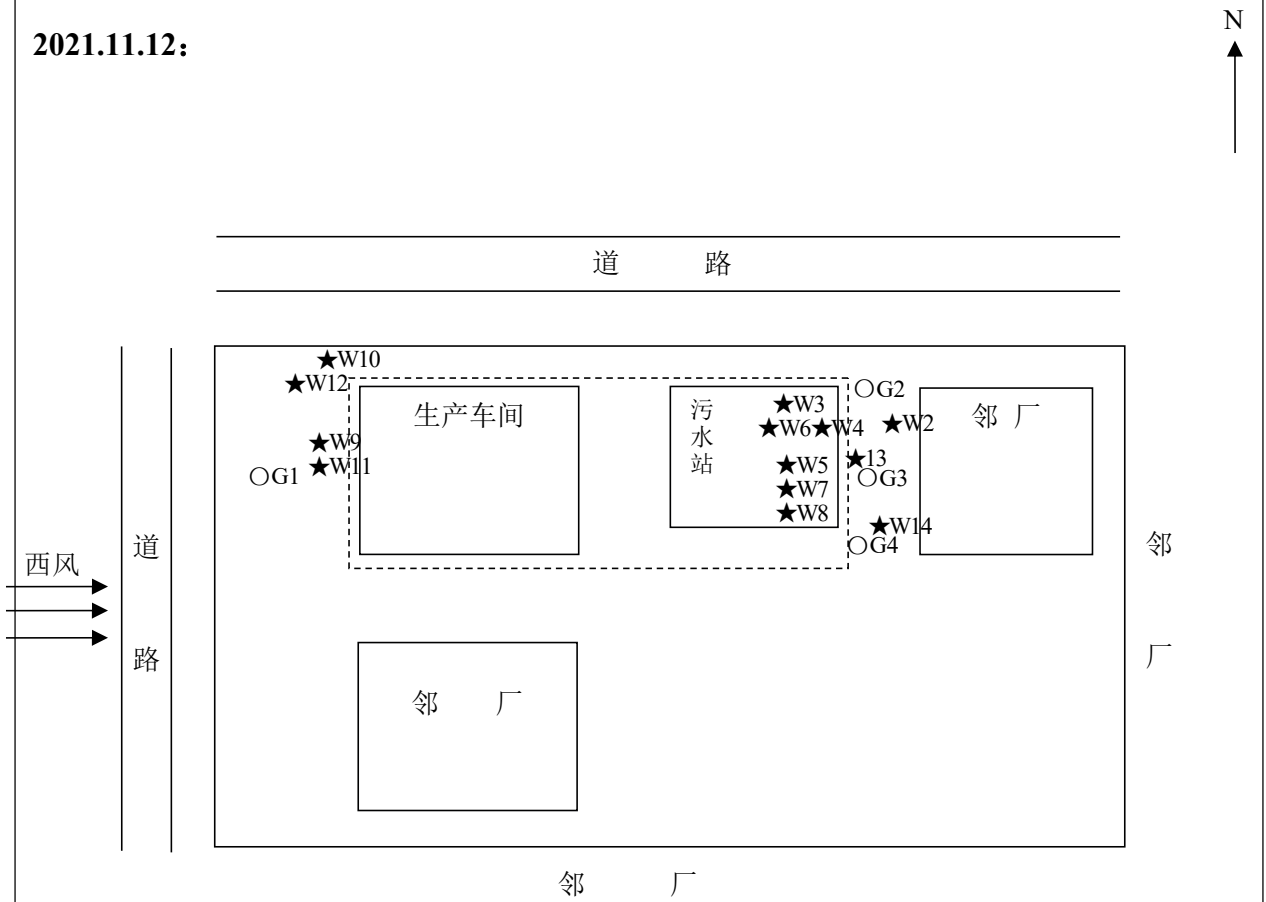 N
2021.11.12：
道 路
★W10
★W12
○G2
生产车间
污水站
★W3
★W6
★W4
★W2
邻 厂
★W9
★W11
○G1
★13
★W5
○G3
★W7
★W8
★W14
○G4
西风
道 路
邻 厂
邻 厂
邻 厂